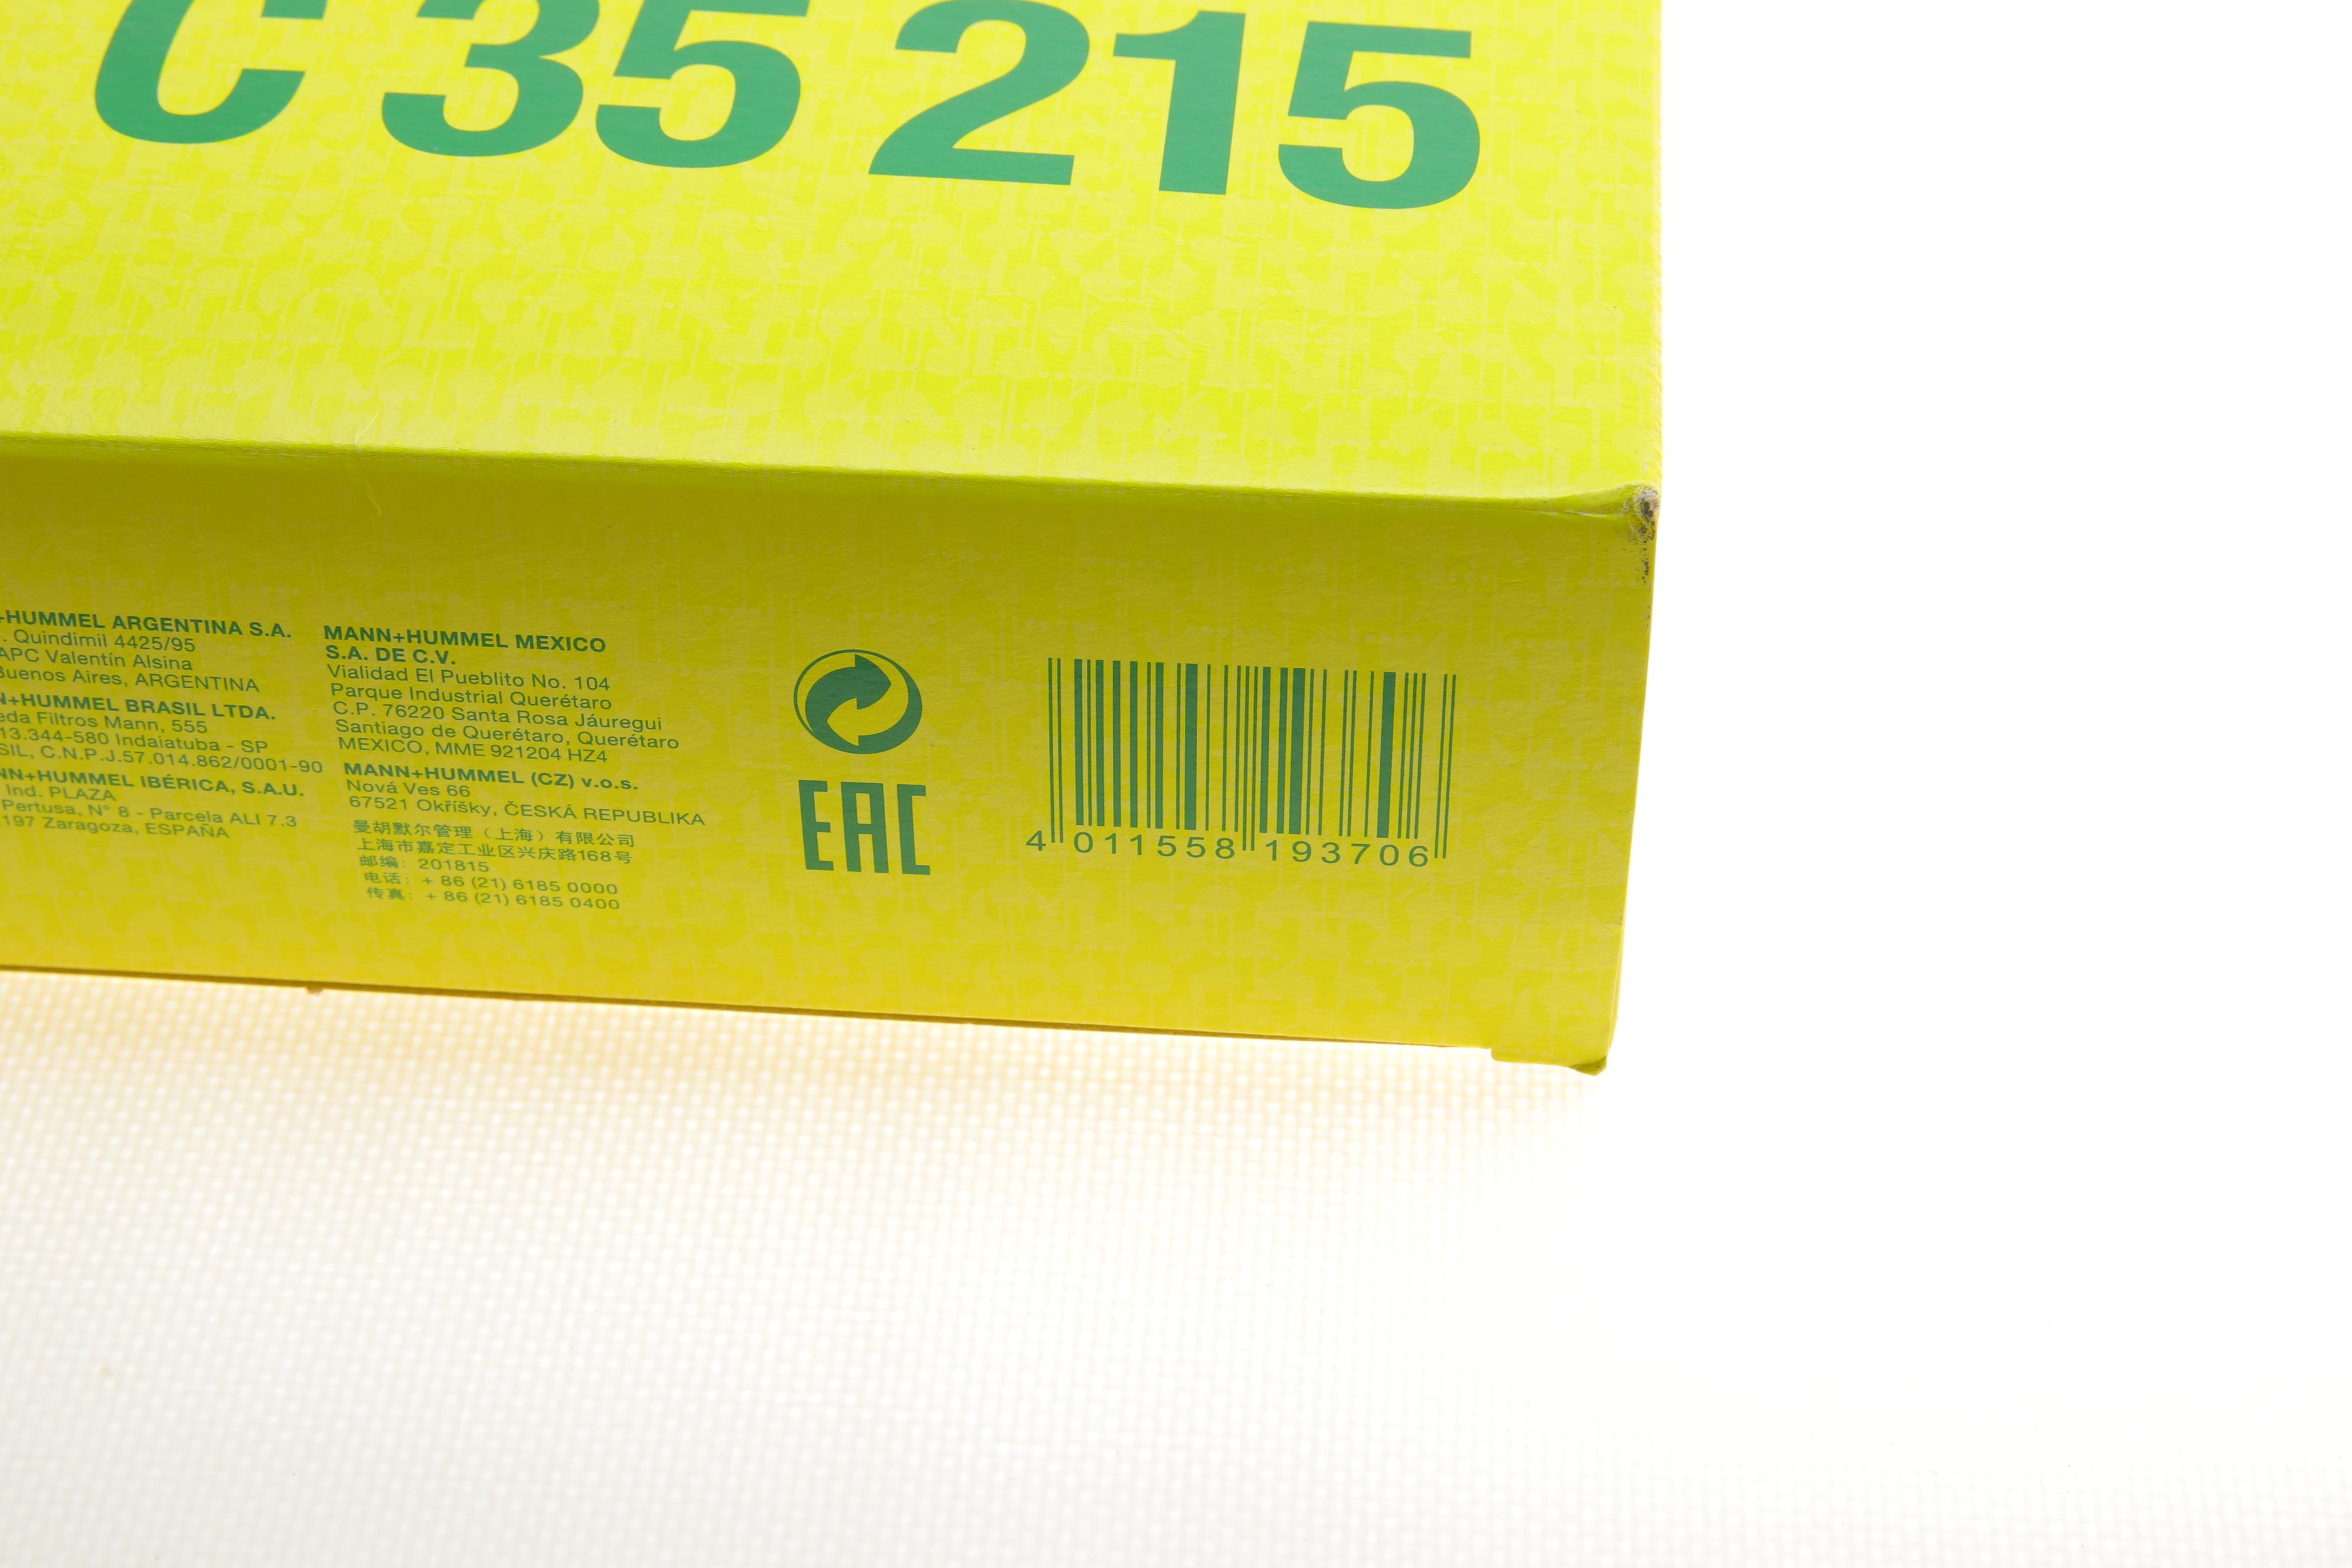 C 35 215
+HUMMEL ARGENTINA S.A.
. Quindimil 4425/95
APC Valentín Alsina
Buenos Aires, ARGENTINA
N+HUMMEL BRASIL LTDA.
eda Filtros Mann, 555
13.344-580 Indaiatuba - SP
SIL, C.N.P.J.57.014.862/0001-90
NN+HUMMEL IBÉRICA, S.A.U.
Ind. PLAZA
Pertusa, N° 8 - Parcela ALI 7.3
197 Zaragoza, ESPAÑA
MANN+HUMMEL MEXICO
S.A. DE C.V.
Vialidad El Pueblito No. 104
Parque Industrial Querétaro
C.P. 76220 Santa Rosa Jáuregui
Santiago de Querétaro, Querétaro
MEXICO, MME 921204 HZ4
MANN+HUMMEL (CZ) v.o.s.
Nová Ves 66
67521 Okříšky, ČESKÁ REPUBLIKA
曼胡默尔管理（上海）有限公司
上海市嘉定工业区兴庆路168号
邮编: 201815
电话: + 86 (21) 6185 0000
传真: + 86 (21) 6185 0400
EAC
4 011558 193706